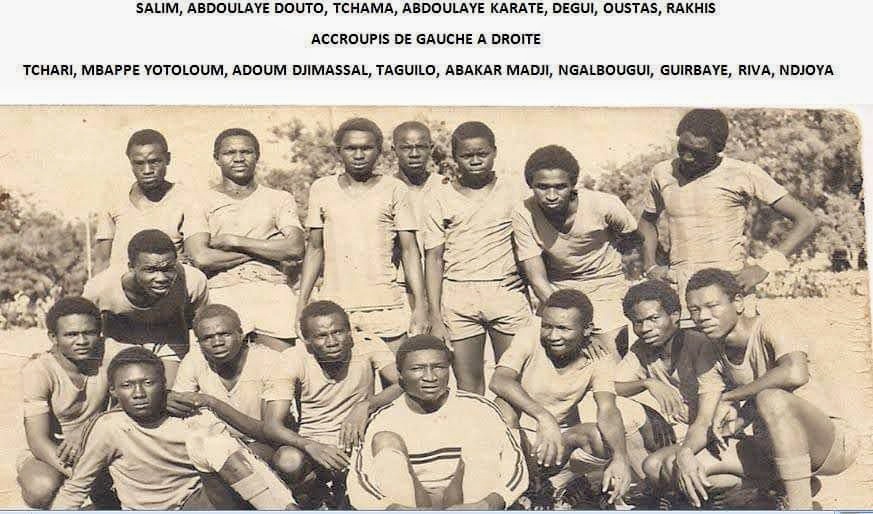 SALIM, ABDOULAYE DOUTO, TCHAMA, ABDOULAYE KARATE, DEGUI, OUSTAS, RAKHIS
ACCROUPIS DE GAUCHE A DROITE
TCHARI, MBAPPE YOTOLOUM, ADOUM DJIMASSAL, TAGUILO, ABAKAR MADJI, NGALBOUGUI, GUIRBAYE, RIVA, NDJOYA